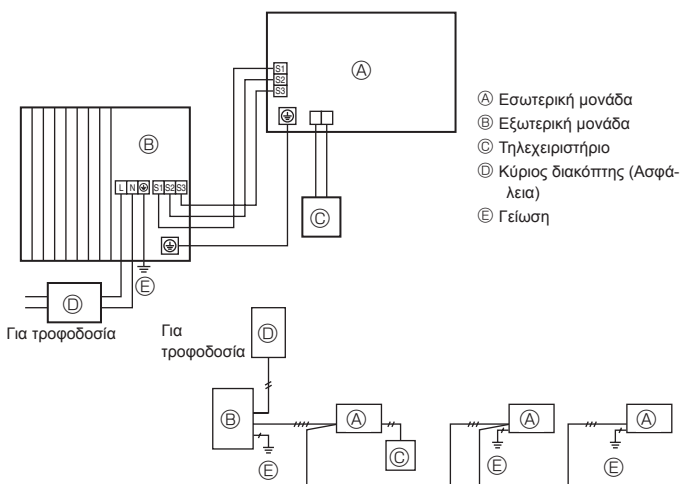 S1
S2
S3
Ⓐ
Ⓑ
L N S1 S2 S3
Ⓒ
Ⓔ
Ⓓ
Για τροφοδοσία
Ⓐ Εσωτερική μονάδα
Ⓑ Εξωτερική μονάδα
Ⓒ Τηλεχειριστήριο
Ⓓ Κύριος διακόπτης (Ασφά-
λεια)
Ⓔ Γείωση
Για
τροφοδοσία
Ⓓ
Ⓑ
Ⓐ
Ⓐ
Ⓐ
Ⓔ
Ⓒ
Ⓔ
Ⓔ